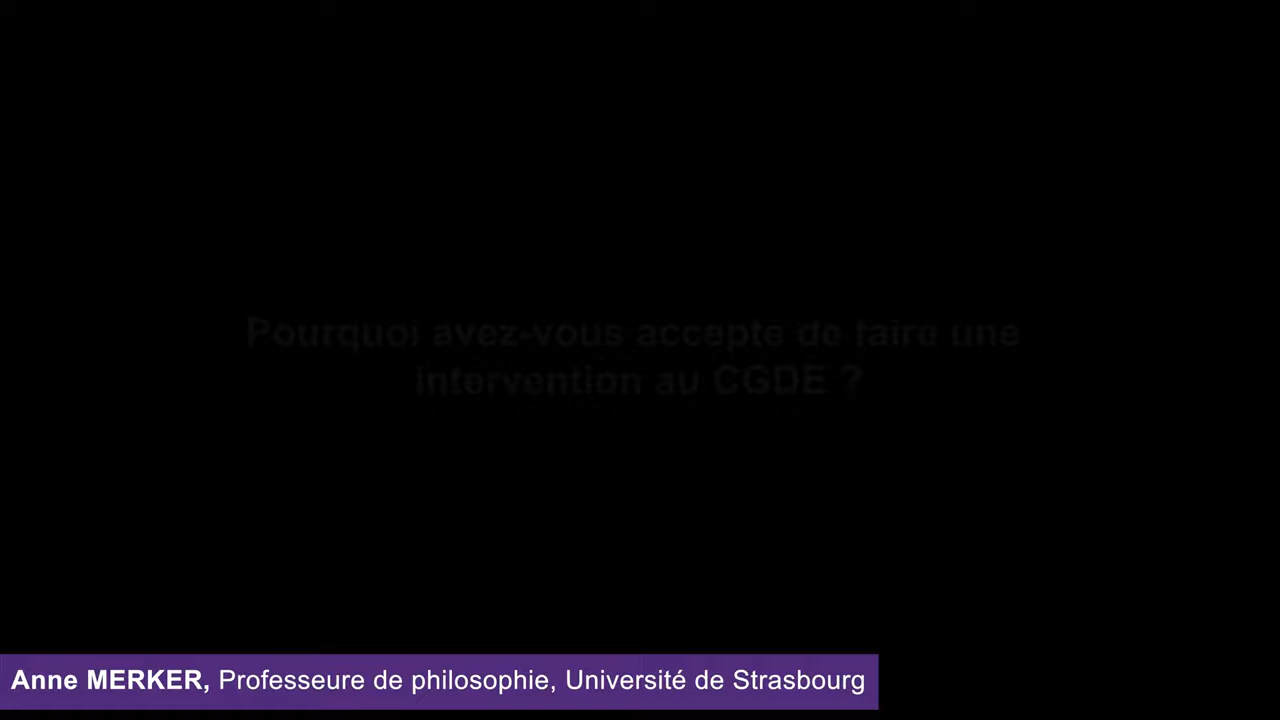 Pourquoi avez-vous accepté de faire une
intervention au CGDE ?
Anne MERKER, Professeure de philosophie, Université de Strasbourg